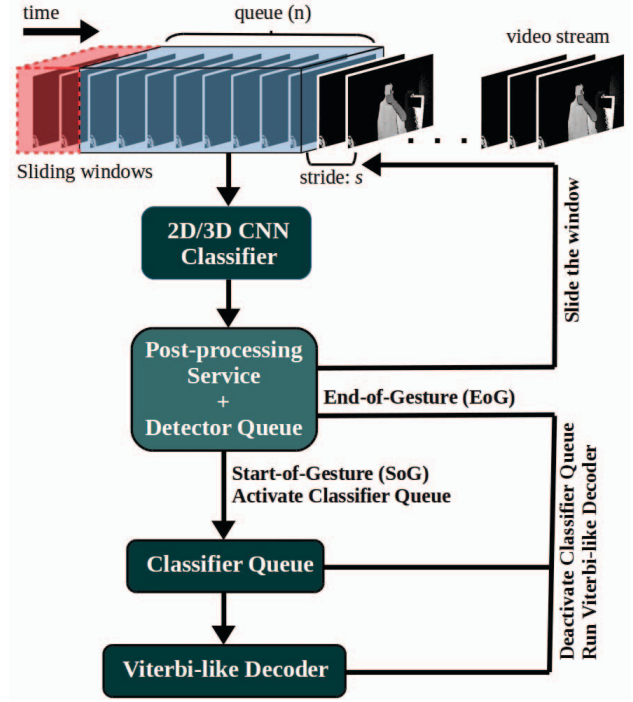 time
queue (n)
video stream
Sliding windows
stride: s
2D/3D CNN
Classifier
Slide the window
Post-processing
Service
+
Detector Queue
End-of-Gesture (EoG)
Start-of-Gesture (SoG)
Activate Classifier Queue
Deactivate Classifier Queue
Run Viterbi-like Decoder
Classifier Queue
Viterbi-like Decoder